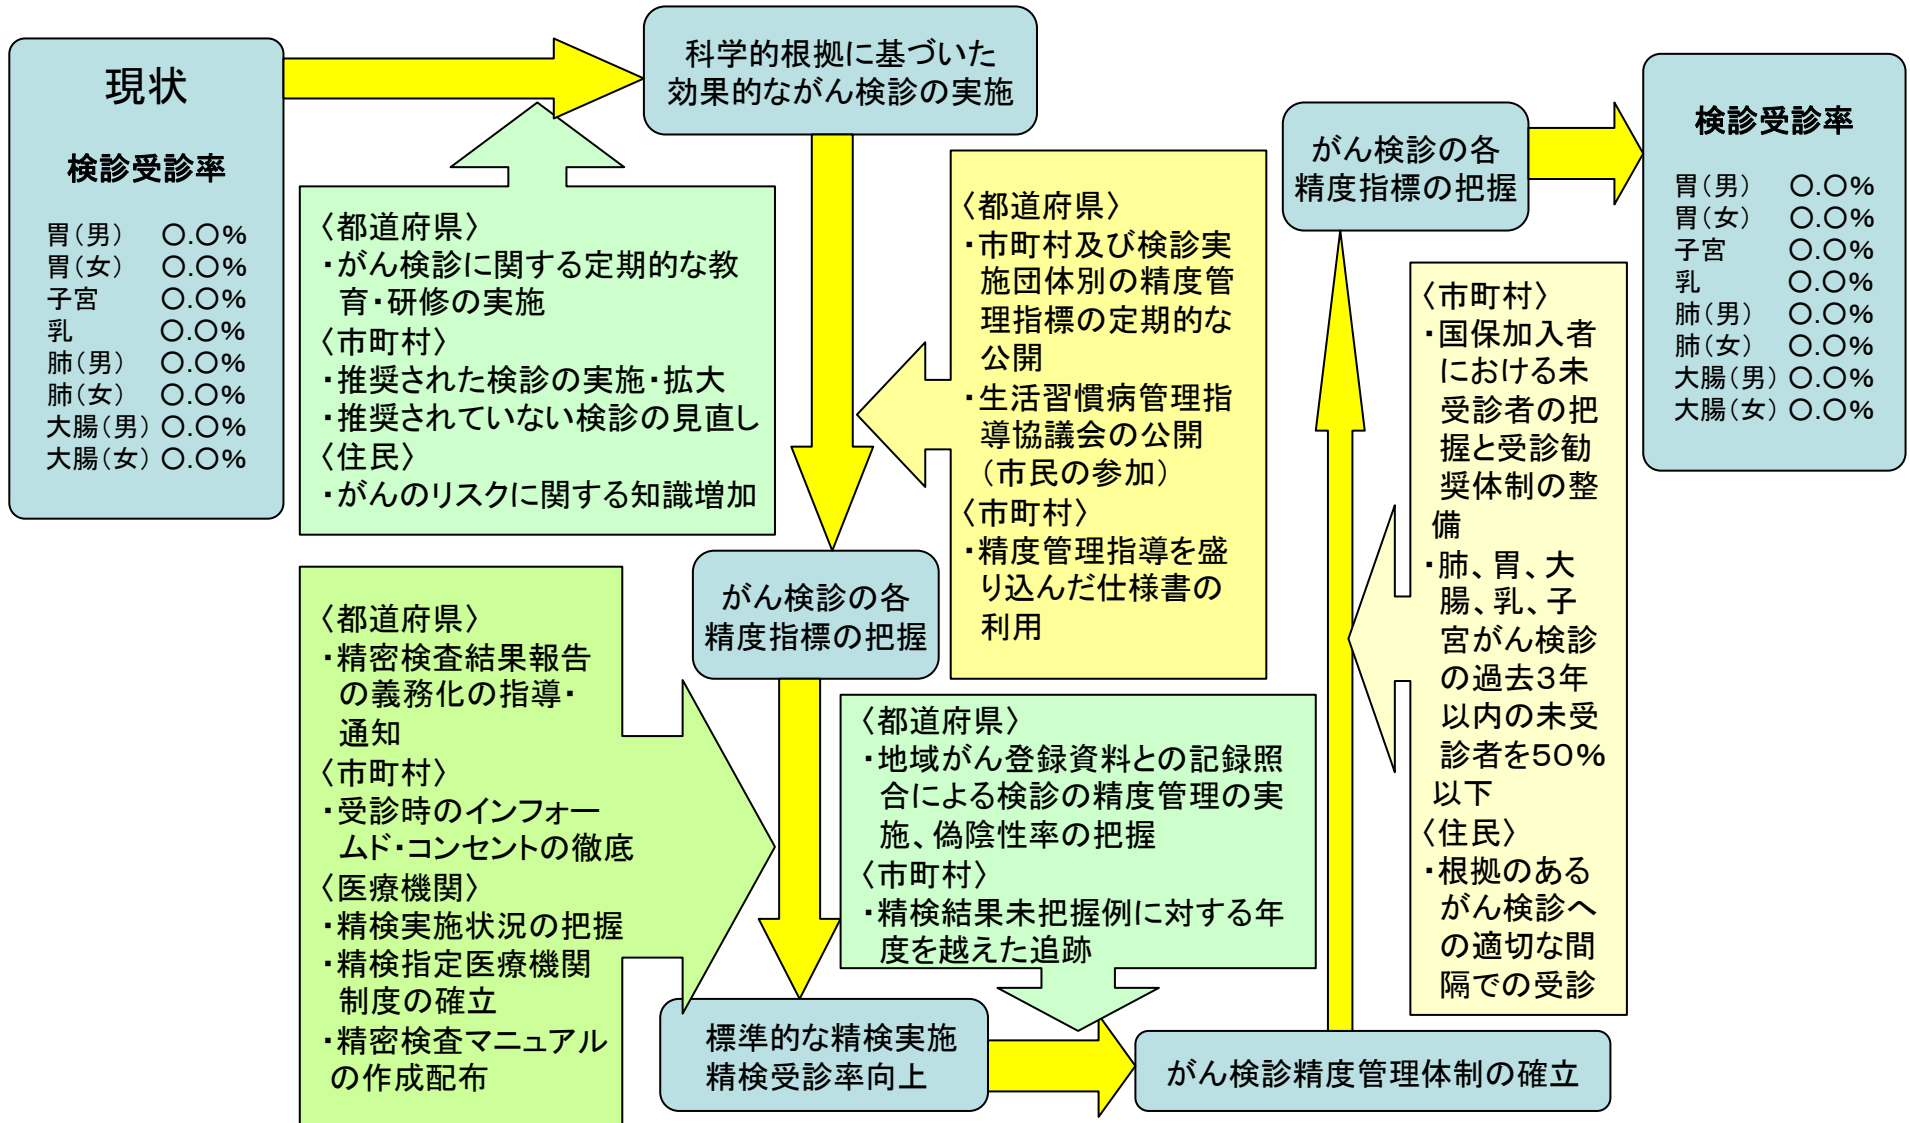 現状
検診受診率
胃(男) 〇.〇%
胃(女) 〇.〇%
子宮 〇.〇%
乳 〇.〇%
肺(男) 〇.〇%
肺(女) 〇.〇%
大腸(男) 〇.〇%
大腸(女) 〇.〇%
科学的根拠に基づいた
効果的ながん検診の実施
〈都道府県〉
・がん検診に関する定期的な教
育・研修の実施
〈市町村〉
・推奨された検診の実施・拡大
・推奨されていない検診の見直し
〈住民〉
・がんのリスクに関する知識増加
〈都道府県〉
・市町村及び検診実
施団体別の精度管
理指標の定期的な
公開
・生活習慣病管理指
導協議会の公開
(市民の参加)
〈市町村〉
・精度管理指導を盛
り込んだ仕様書の
利用
がん検診の各
精度指標の把握
〈都道府県〉
・精密検査結果報告
の義務化の指導・
通知
〈市町村〉
・受診時のインフォー
ムド・コンセントの徹底
〈医療機関〉
・精検実施状況の把握
・精検指定医療機関
制度の確立
・精密検査マニュアル
の作成配布
標準的な精検実施
精検受診率向上
〈都道府県〉
・地域がん登録資料との記録照
合による検診の精度管理の実
施、偽陰性率の把握
〈市町村〉
・精検結果未把握例に対する年
度を越えた追跡
がん検診精度管理体制の確立
〈市町村〉
・国保加入者
における未
受診者の把
握と受診勧
奨体制の整
備
・肺、胃、大
腸、乳、子
宮がん検診
の過去3年
以内の未受
診者を50%
以下
〈住民〉
・根拠のある
がん検診へ
の適切な間
隔での受診
がん検診の各
精度指標の把握
検診受診率
胃(男) 〇.〇%
胃(女) 〇.〇%
子宮 〇.〇%
乳 〇.〇%
肺(男) 〇.〇%
肺(女) 〇.〇%
大腸(男) 〇.〇%
大腸(女) 〇.〇%